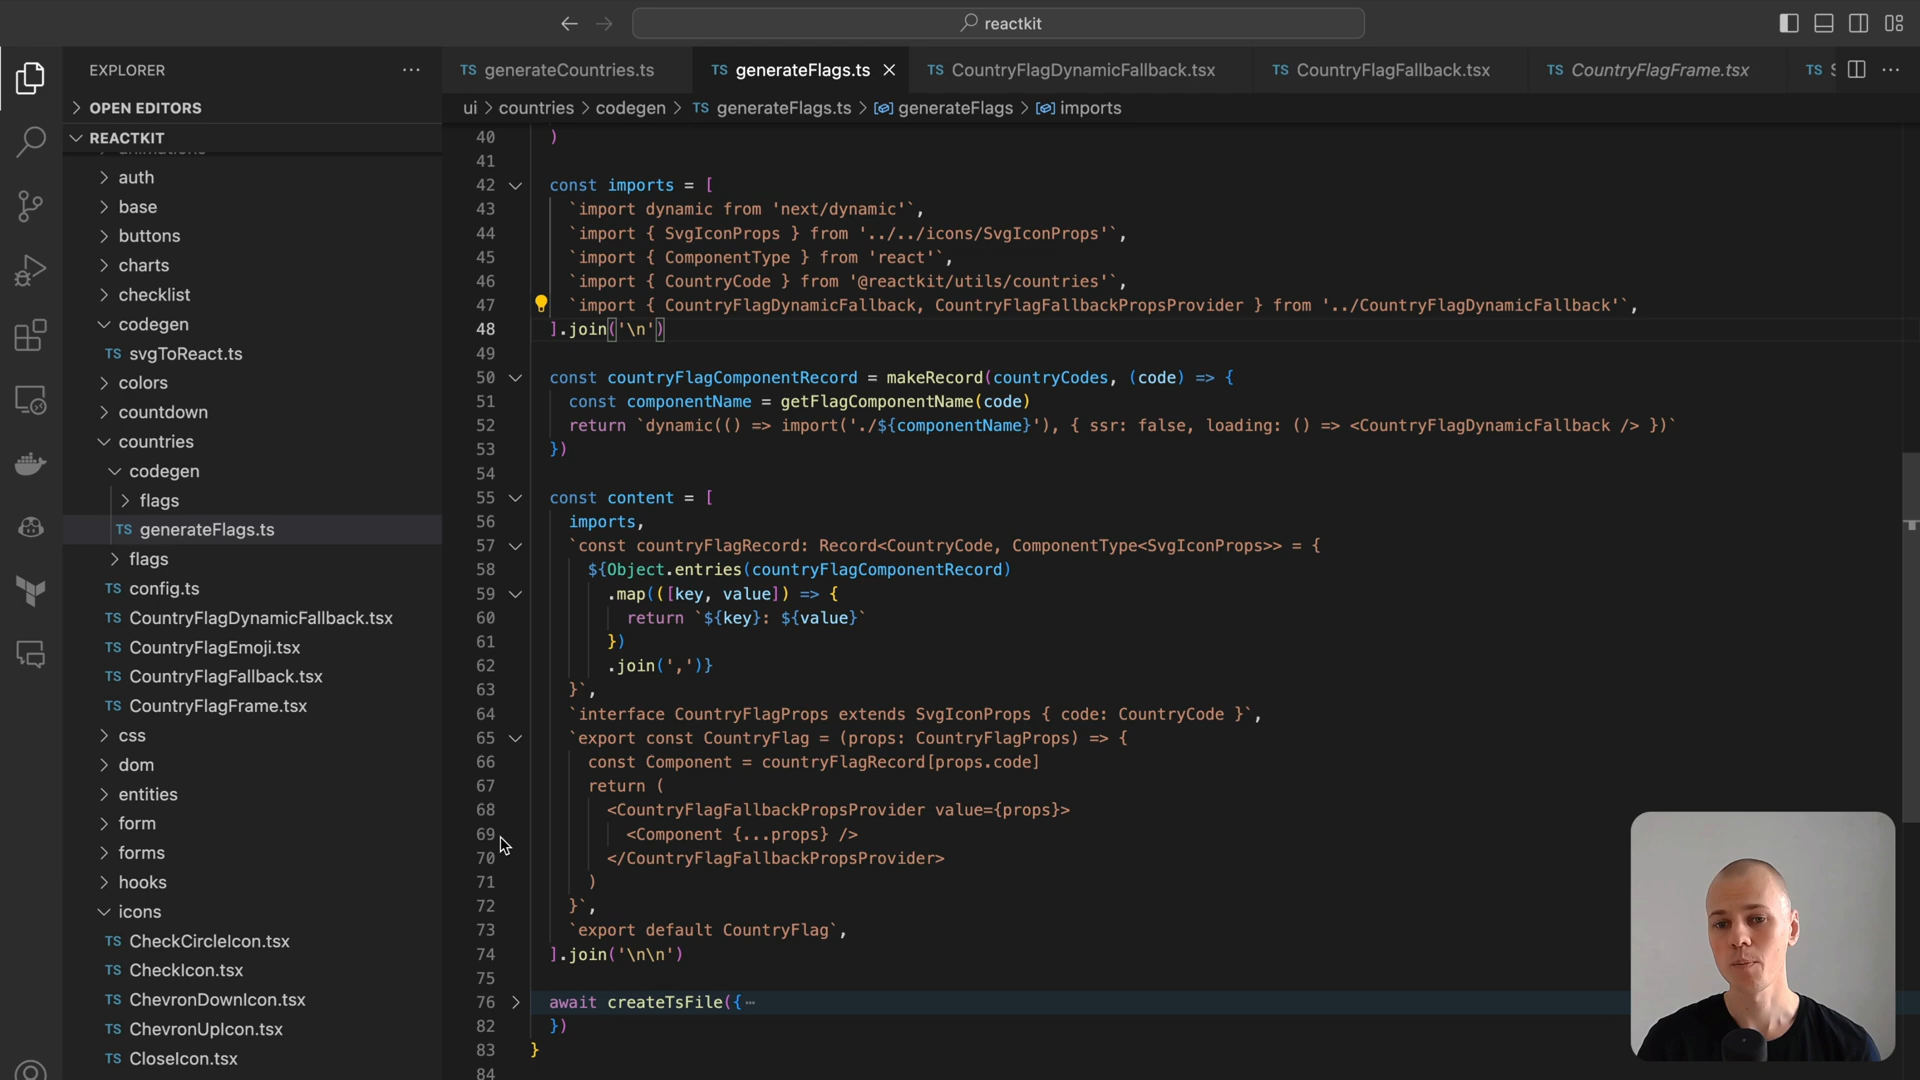 reactkit
EXPLORER
OPEN EDITORS
REACTKIT
animations
auth
base
buttons
charts
checklist
codegen
TS svgToReact.ts
colors
countdown
countries
codegen
flags
TS generateFlags.ts
flags
TS config.ts
TS CountryFlagDynamicFallback.tsx
TS CountryFlagEmoji.tsx
TS CountryFlagFallback.tsx
TS CountryFlagFrame.tsx
css
dom
entities
form
forms
hooks
icons
TS CheckCircleIcon.tsx
TS CheckIcon.tsx
TS ChevronDownIcon.tsx
TS ChevronUpIcon.tsx
TS CloseIcon.tsx
TS generateCountries.ts
TS generateFlags.ts
TS CountryFlagDynamicFallback.tsx
TS CountryFlagFallback.tsx
TS CountryFlagFrame.tsx
TS
ui > countries > codegen > TS generateFlags.ts > generateFlags > imports
40 )
41
42 const imports = [
43 `import dynamic from 'next/dynamic'`,
44 `import { SvgIconProps } from '../../icons/SvgIconProps'`,
45 `import { ComponentType } from 'react'`,
46 `import { CountryCode } from '@reactkit/utils/countries'`,
47 `import { CountryFlagDynamicFallback, CountryFlagFallbackPropsProvider } from '../CountryFlagDynamicFallback'`,
48 ].join('\n')
49
50 const countryFlagComponentRecord = makeRecord(countryCodes, (code) => {
51 const componentName = getFlagComponentName(code)
52 return `dynamic(() => import('./${componentName}'), { ssr: false, loading: () => <CountryFlagDynamicFallback /> })`
53 })
54
55 const content = [
56 imports,
57 `const countryFlagRecord: Record<CountryCode, ComponentType<SvgIconProps>> = {
58 ${Object.entries(countryFlagComponentRecord)
59 .map(([key, value]) => {
60 return `${key}: ${value}`
61 })
62 .join(',')}
63 }`,
64 `interface CountryFlagProps extends SvgIconProps { code: CountryCode }`,
65 `export const CountryFlag = (props: CountryFlagProps) => {
66 const Component = countryFlagRecord[props.code]
67 return (
68 <CountryFlagFallbackPropsProvider value={props}>
69 <Component {...props} />
70 </CountryFlagFallbackPropsProvider>
71 )
72 }`,
73 `export default CountryFlag`,
74 ].join('\n\n')
75
76 await createTsFile({ ⋯
82 })
83 }
84